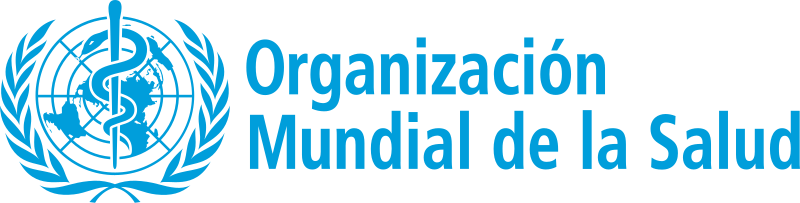 Organización
Mundial de la Salud